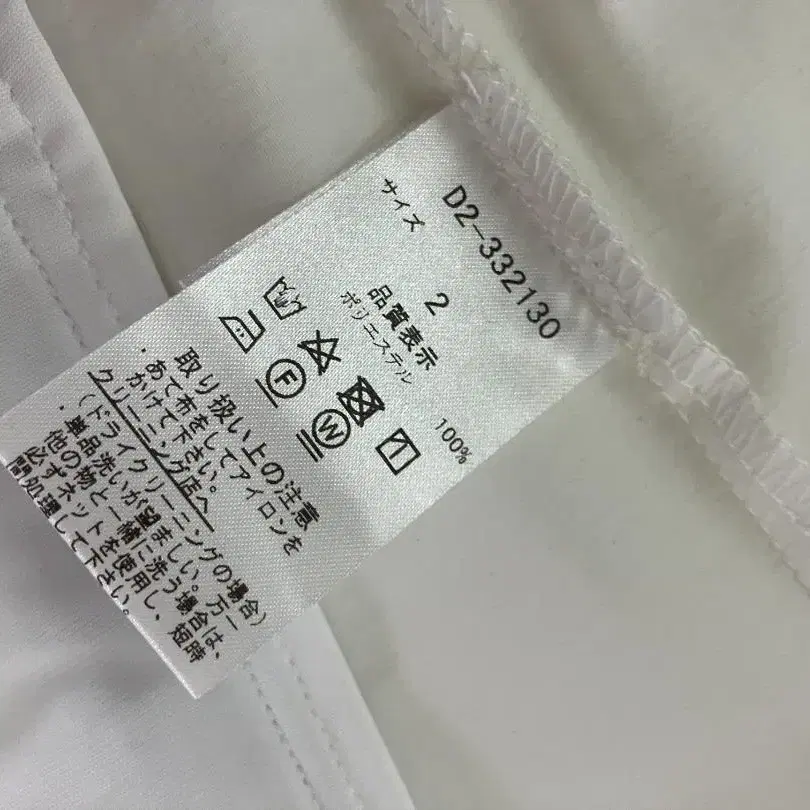 D2-332130
サイズ
2
品質表示
ポリエステル
100%
F
W
取り扱い上の注意
・あて布をしてアイロンを
かけて下さい。
クリーニング店へ
(ドライクリーニングの場合)
・単品洗いが望ましい。万一
他の物と一緒に洗う場合は、
必ずネットを使用し、短時
間処理して下さい。